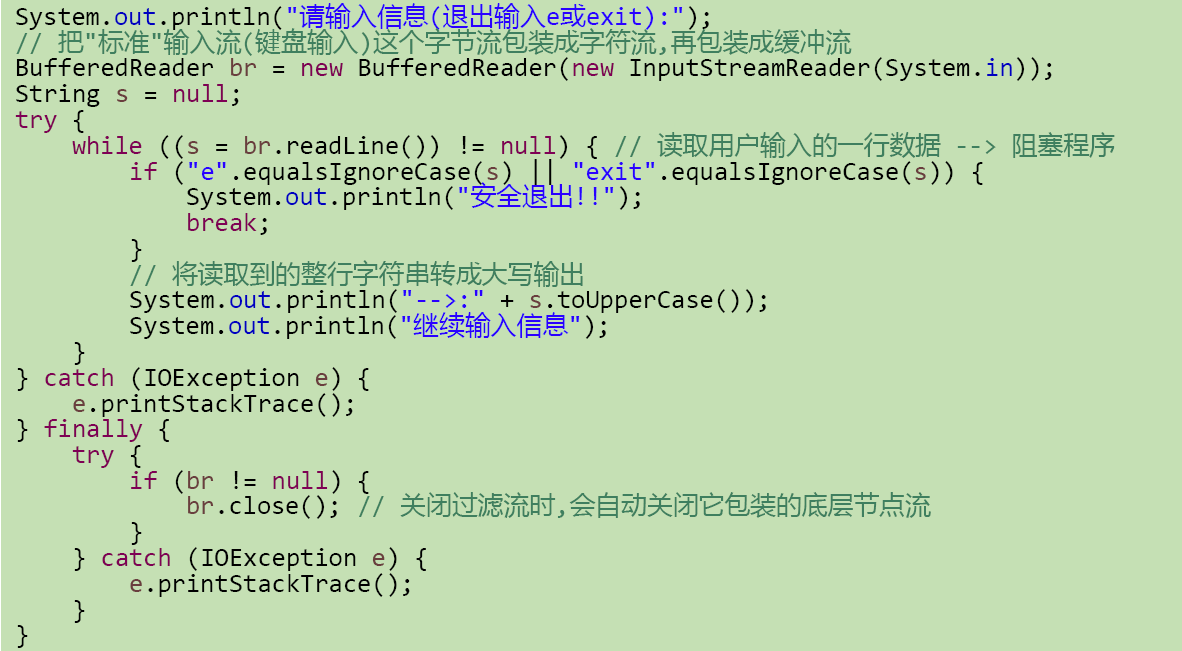 System.out.println("请输入信息(退出输入e或exit):");
// 把"标准"输入流(键盘输入)这个字节流包装成字符流,再包装成缓冲流
BufferedReader br = new BufferedReader(new InputStreamReader(System.in));
String s = null;
try {
    while ((s = br.readLine()) != null) { // 读取用户输入的一行数据 --> 阻塞程序
        if ("e".equalsIgnoreCase(s) || "exit".equalsIgnoreCase(s)) {
            System.out.println("安全退出!!");
            break;
        }
        // 将读取到的整行字符串转成大写输出
        System.out.println("-->:" + s.toUpperCase());
        System.out.println("继续输入信息");
    }
} catch (IOException e) {
    e.printStackTrace();
} finally {
    try {
        if (br != null) {
            br.close(); // 关闭过滤流时,会自动关闭它包装的底层节点流
        }
    } catch (IOException e) {
        e.printStackTrace();
    }
}